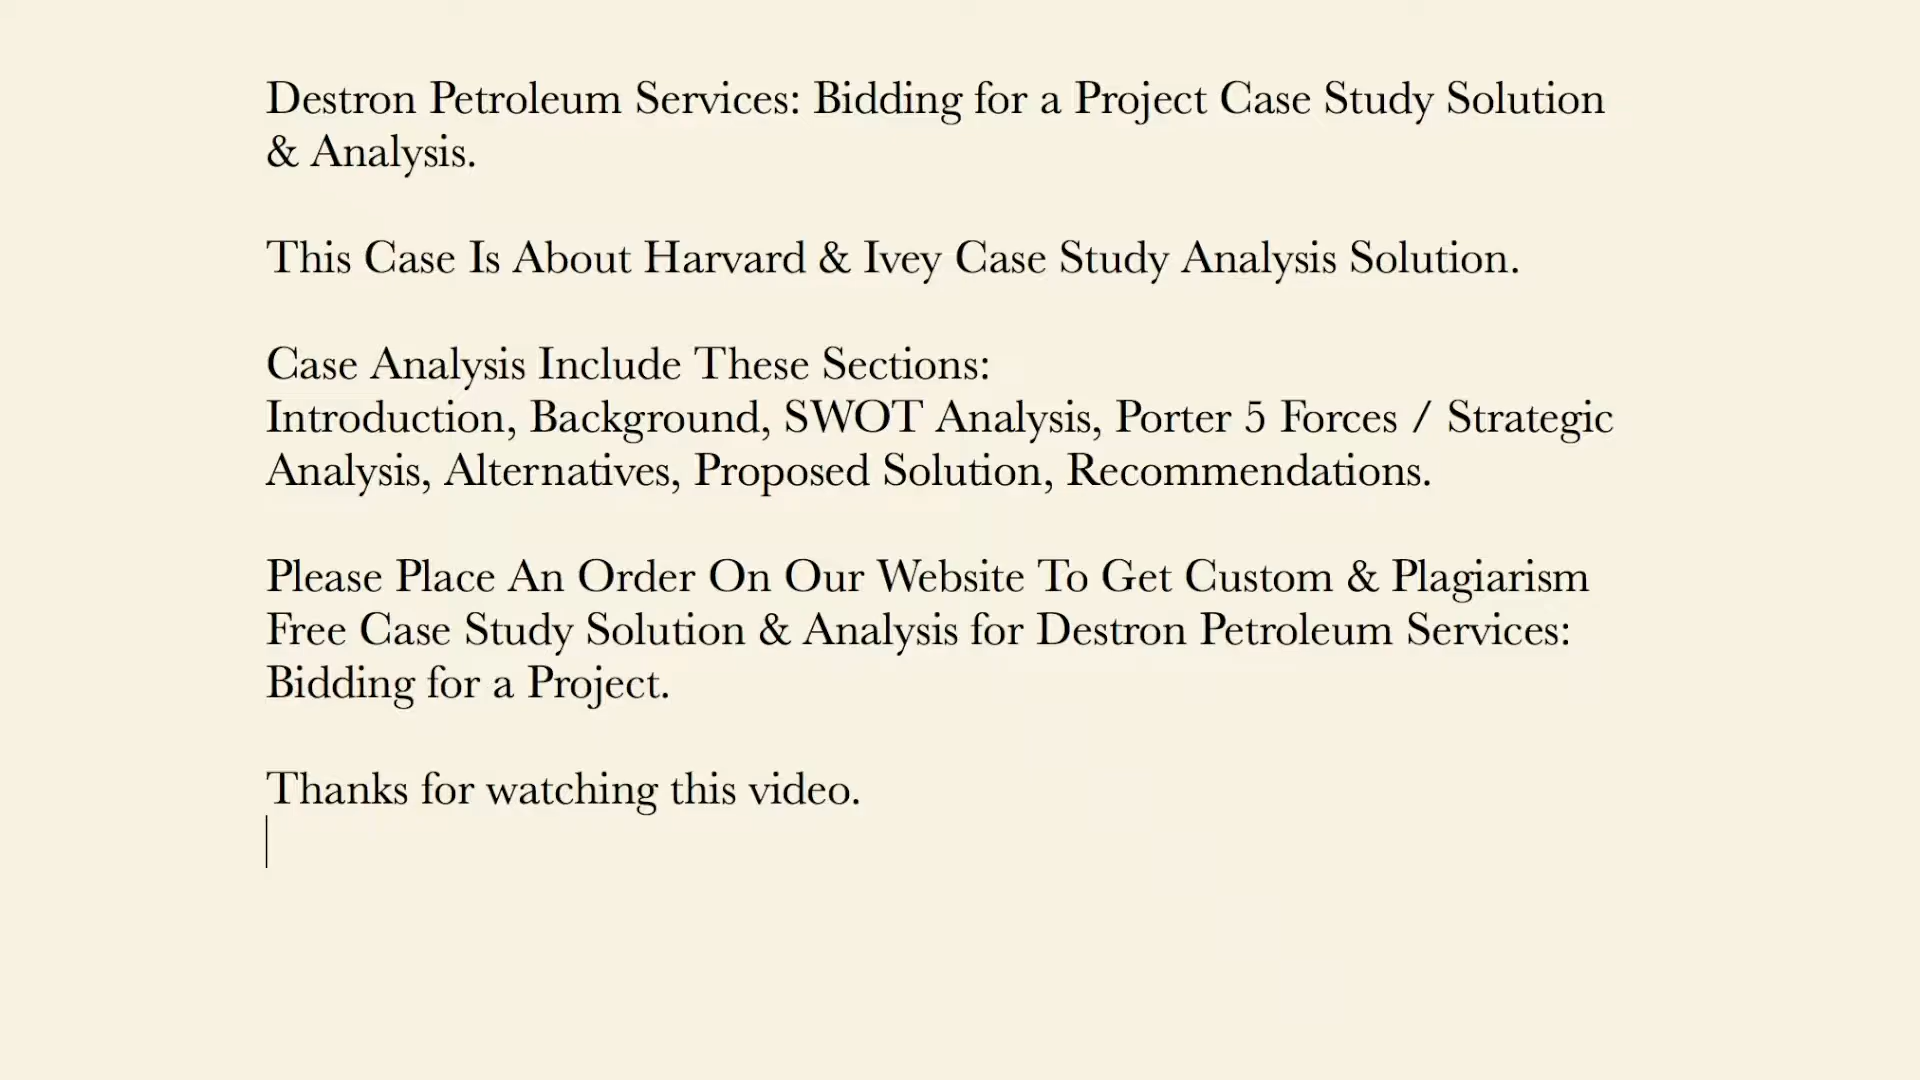 Destron Petroleum Services: Bidding for a Project Case Study Solution
& Analysis.
This Case Is About Harvard & Ivey Case Study Analysis Solution.
Case Analysis Include These Sections:
Introduction, Background, SWOT Analysis, Porter 5 Forces / Strategic
Analysis, Alternatives, Proposed Solution, Recommendations.
Please Place An Order On Our Website To Get Custom & Plagiarism
Free Case Study Solution & Analysis for Destron Petroleum Services:
Bidding for a Project.
Thanks for watching this video.